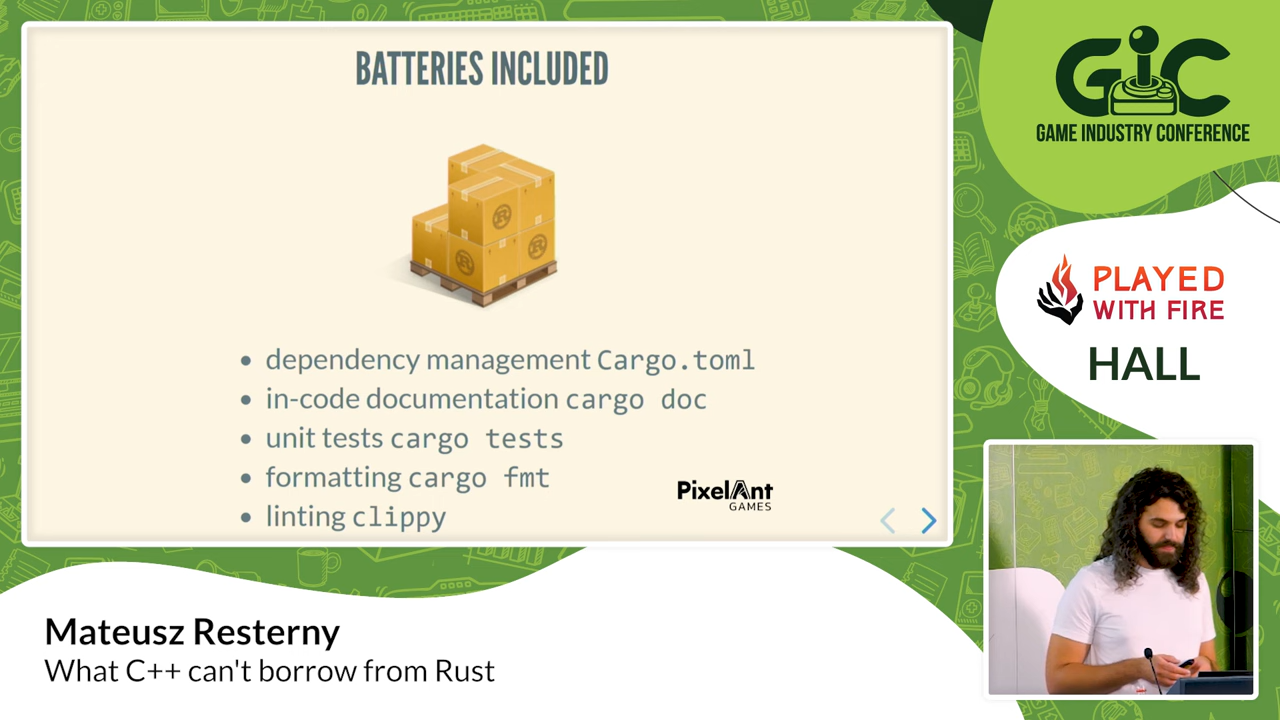 BATTERIES INCLUDED
dependency management Cargo.toml
in-code documentation cargo doc
unit tests cargo tests
formatting cargo fmt
linting clippy
PixelAnt
GAMES
GIC
GAME INDUSTRY CONFERENCE
PLAYED
WITH FIRE
HALL
Mateusz Resterny
What C++ can't borrow from Rust